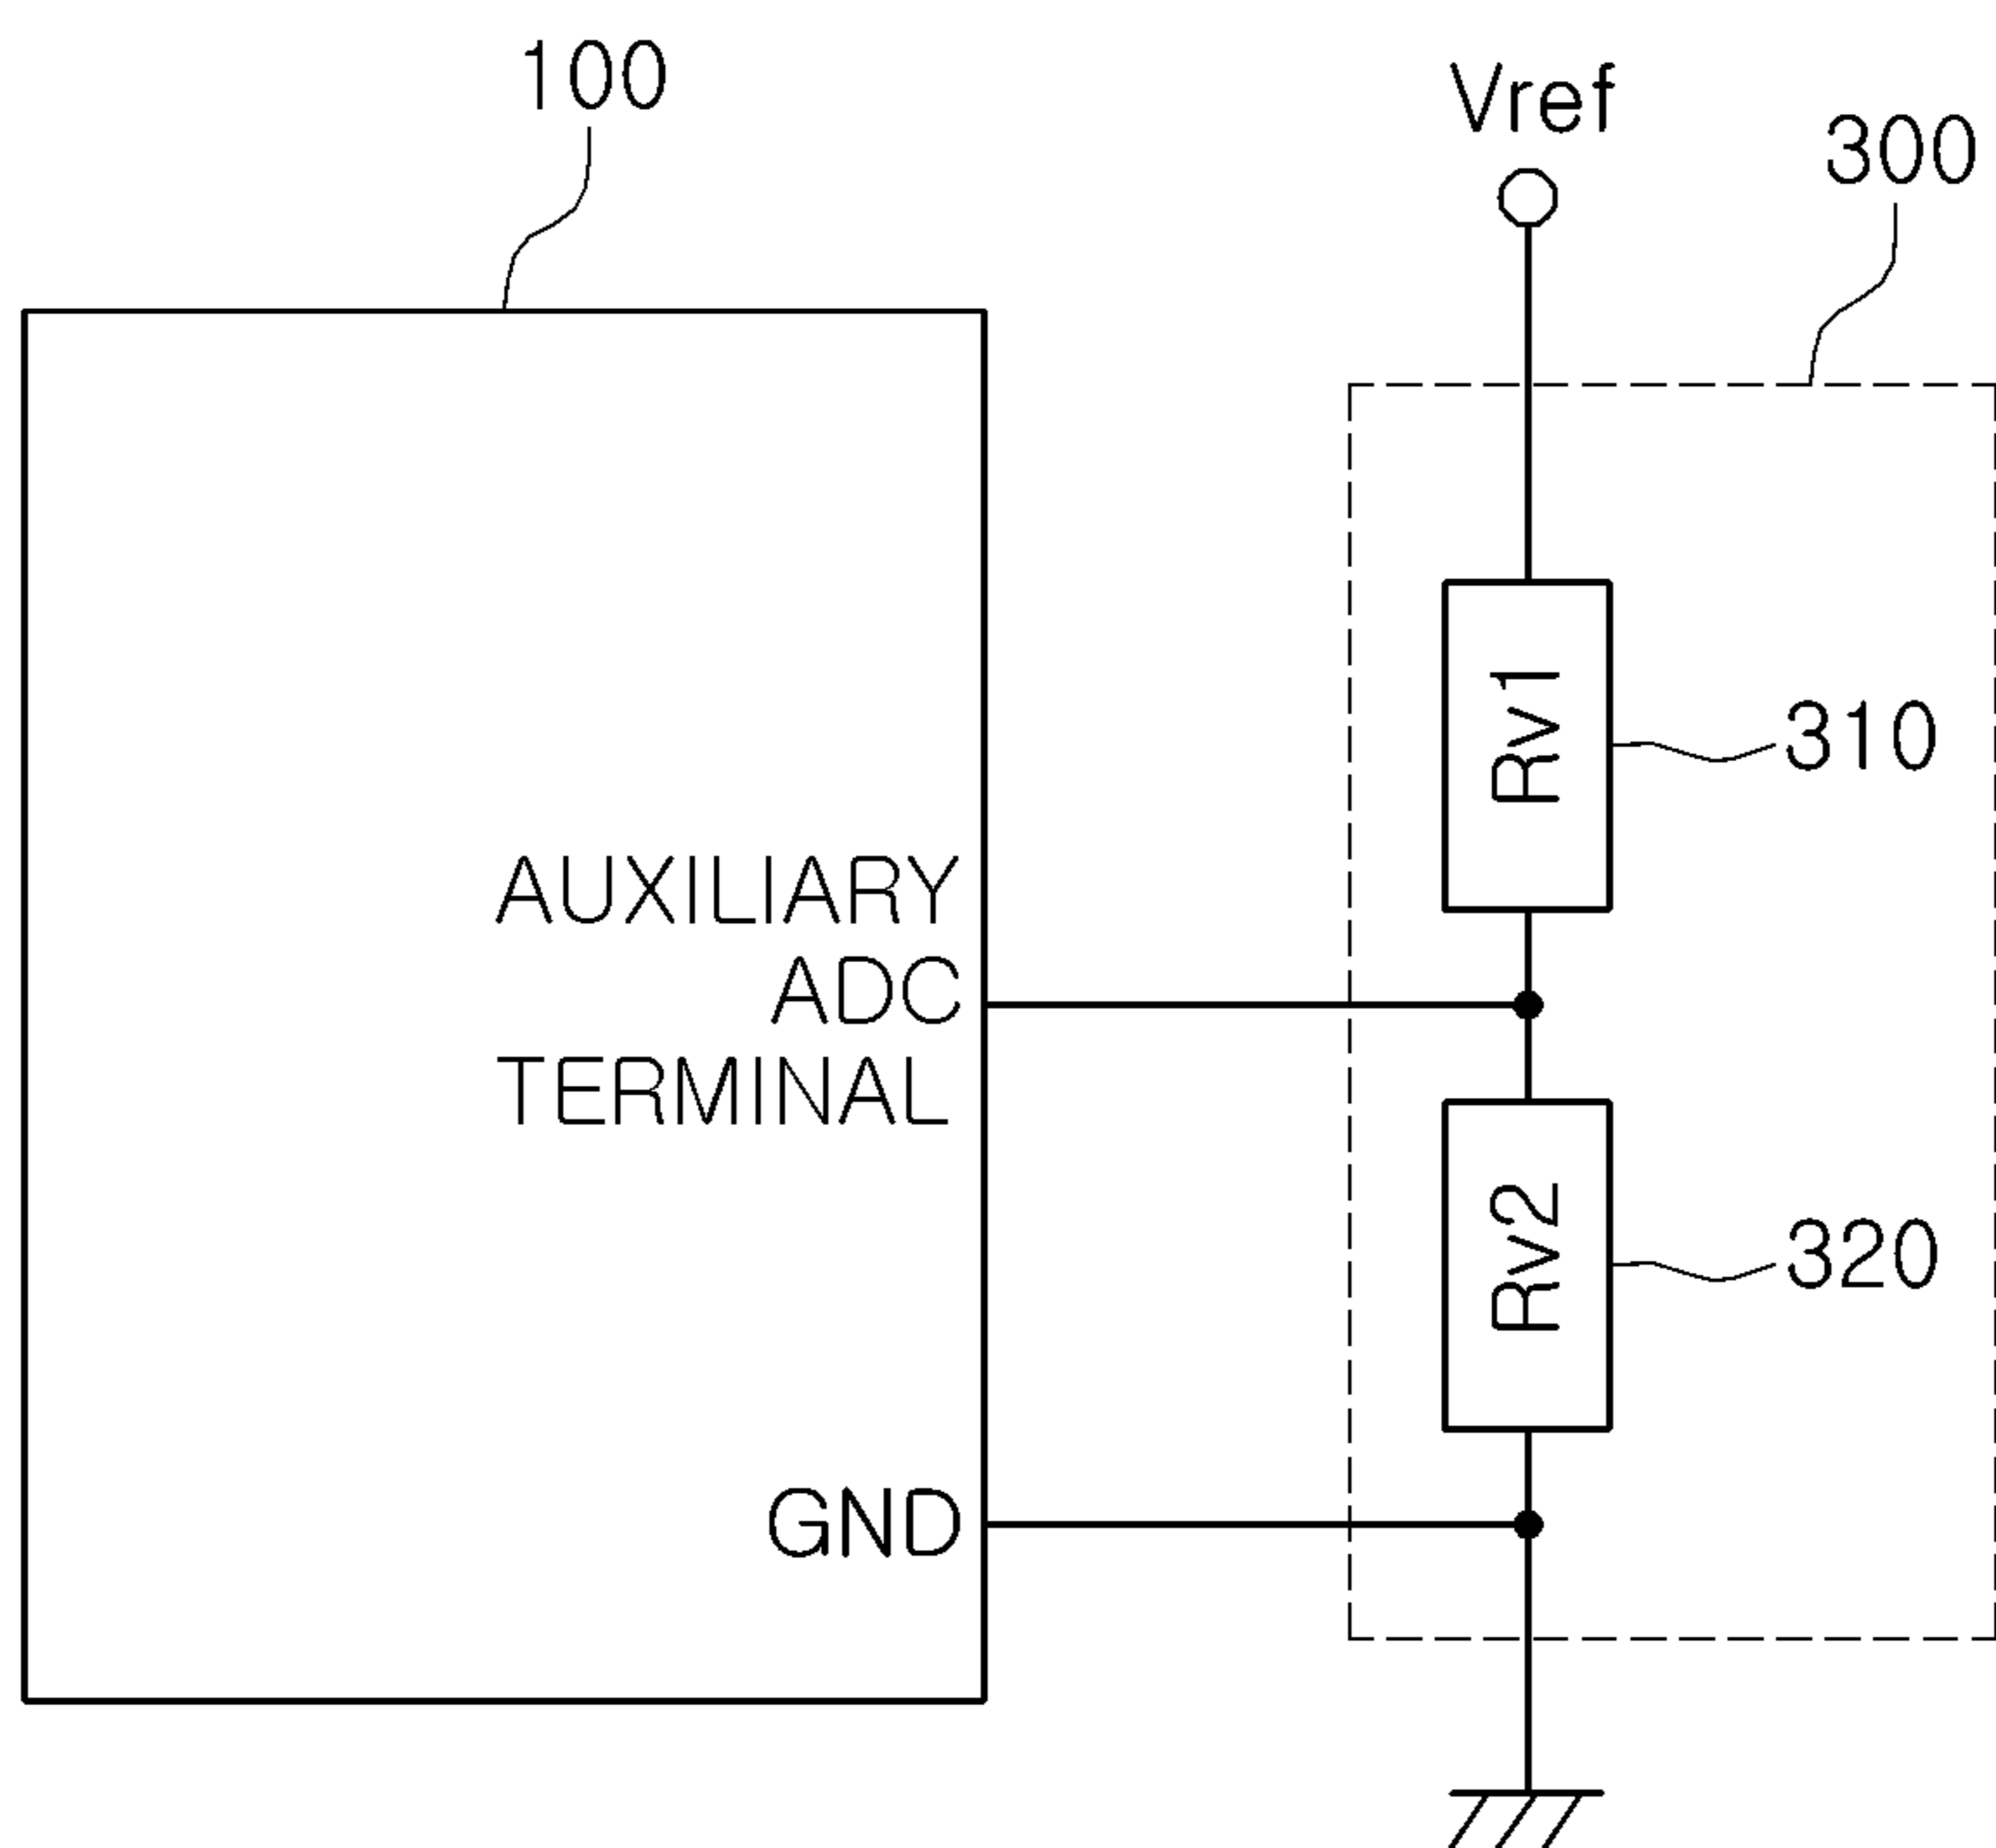 100
Vref
300
Rv1
310
AUXILIARY
ADC
TERMINAL
Rv2
320
GND